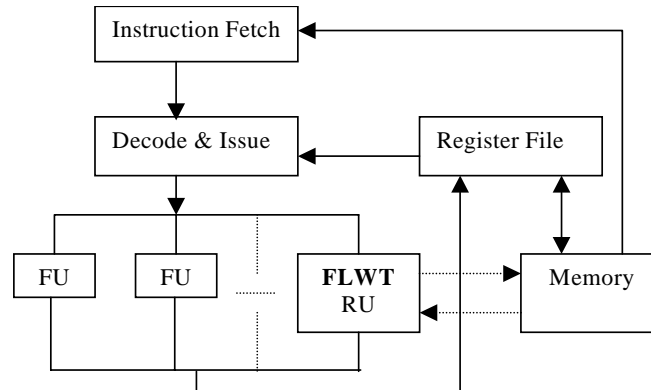 Instruction Fetch
Decode & Issue
Register File
FU
FU
FLWT
RU
Memory